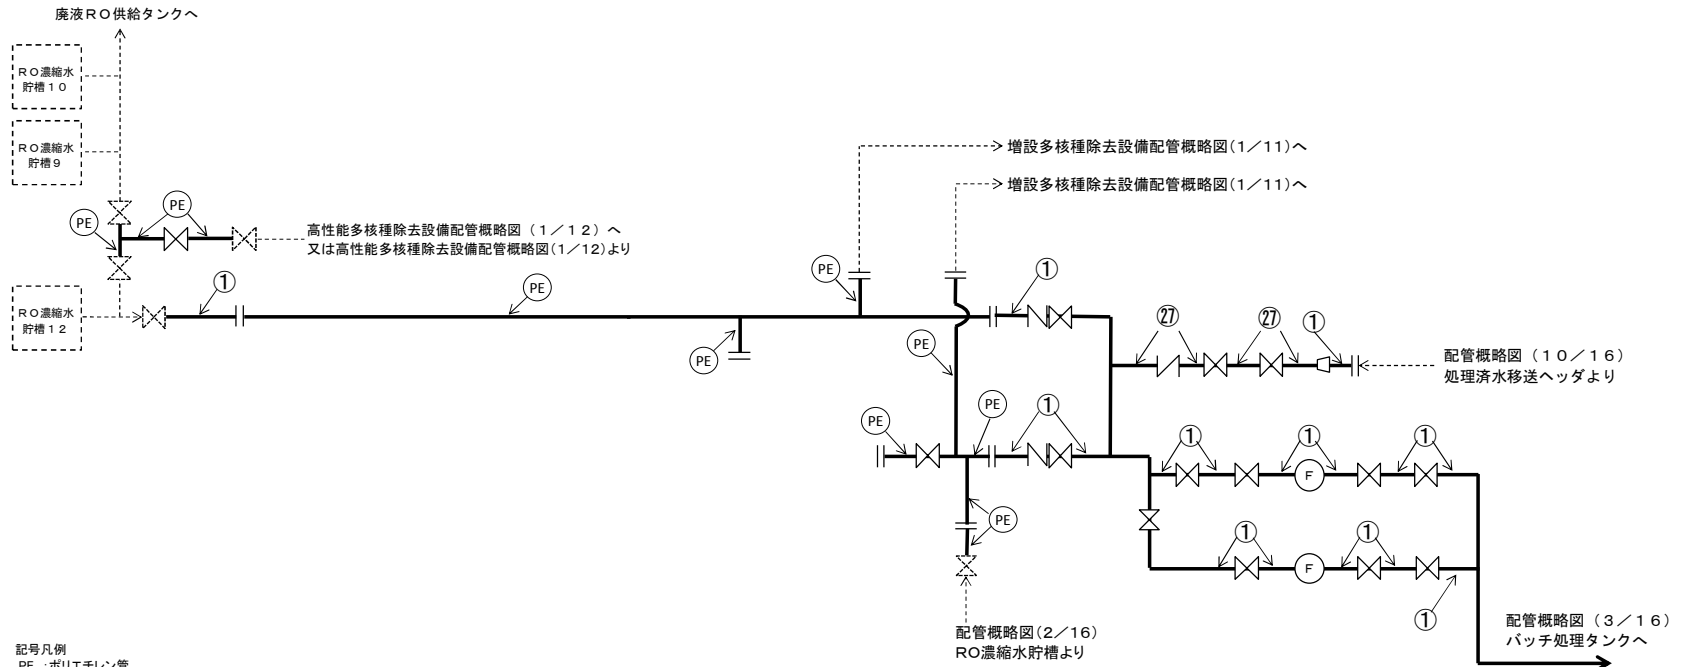 廃液RO供給タンクへ
RO濃縮水
貯槽10
RO濃縮水
貯槽9
増設多核種除去設備配管概略図(1/11)へ
増設多核種除去設備配管概略図(1/11)へ
PE
PE
高性能多核種除去設備配管概略図(1/12)へ
又は高性能多核種除去設備配管概略図(1/12)より
RO濃縮水
貯槽12
①
PE
PE
①
PE
PE
㉗
㉗
①
配管概略図(10/16)
処理済水移送ヘッダより
PE
PE
①
①
①
①
F
PE
①
①
F
①
配管概略図(2/16)
RO濃縮水貯槽より
配管概略図(3/16)
バッチ処理タンクへ
記号凡例
PE :ポリエチレン管